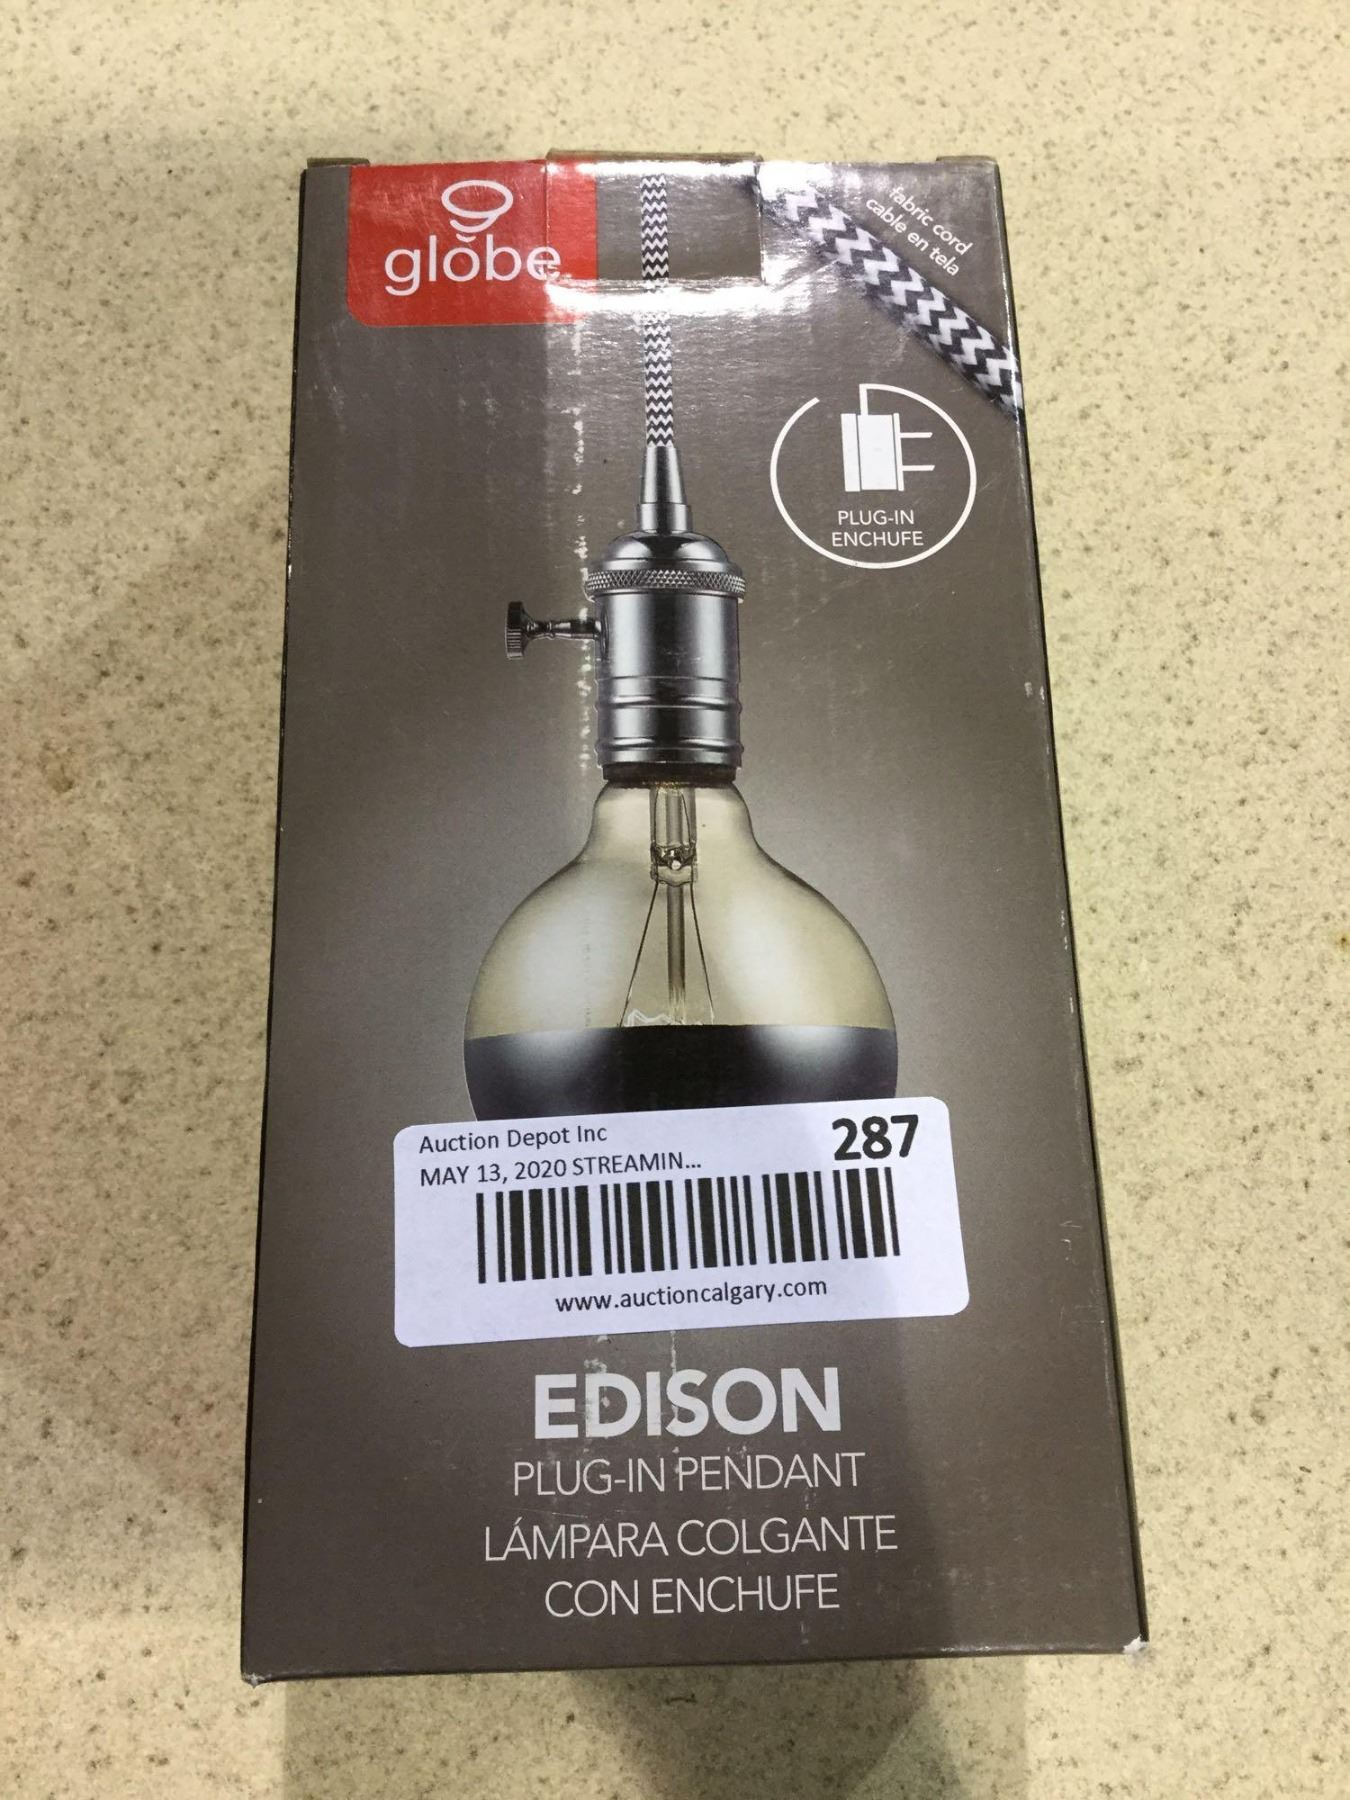 globe
fabric cord
cable en tela
PLUG-IN
ENCHUFE
Auction Depot Inc
287
MAY 13, 2020 STREAMIN...
www.auctioncalgary.com
EDISON
PLUG-IN PENDANT
LÁMPARA COLGANTE
CON ENCHUFE